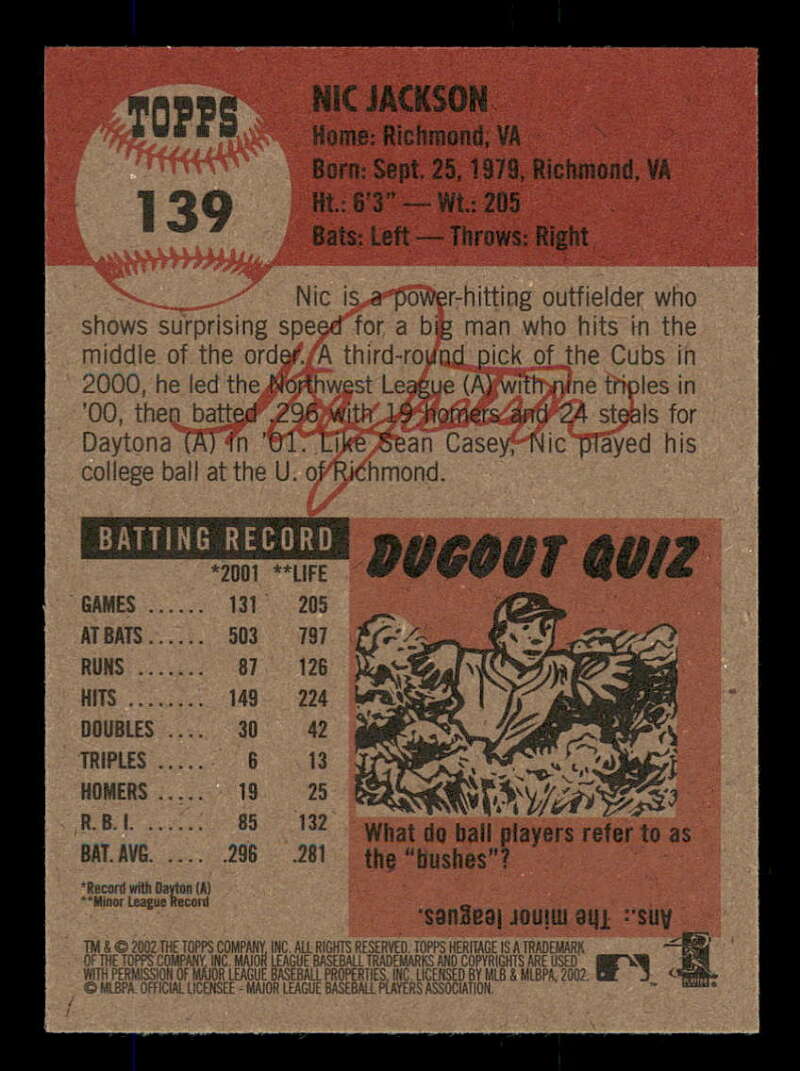 TOPPS
139
NIC JACKSON
Home: Richmond, VA
Born: Sept. 25, 1979, Richmond, VA
Ht.: 6'3" — Wt.: 205
Bats: Left — Throws: Right
Nic is a power-hitting outfielder who
shows surprising speed for a big man who hits in the
middle of the order. A third-round pick of the Cubs in
2000, he led the Northwest League (A) with nine triples in
'00, then batted .296 with 19 homers and 24 steals for
Daytona (A) in '01. Like Sean Casey, Nic played his
college ball at the U. of Richmond.
BATTING RECORD
*2001 **LIFE
GAMES ...... 131 205
AT BATS ...... 503 797
RUNS ....... 87 126
HITS ........ 149 224
DOUBLES .... 30 42
TRIPLES ..... 6 13
HOMERS ..... 19 25
R. B. I. ...... 85 132
BAT. AVG. .... .296 .281
*Record with Dayton (A)
**Minor League Record
DUGOUT QUIZ
What do ball players refer to as
the "bushes"?
Ans.: The minor leagues.
TM & © 2002 THE TOPPS COMPANY, INC. ALL RIGHTS RESERVED. TOPPS HERITAGE IS A TRADEMARK
OF THE TOPPS COMPANY, INC. MAJOR LEAGUE BASEBALL TRADEMARKS AND COPYRIGHTS ARE USED
WITH PERMISSION OF MAJOR LEAGUE BASEBALL PROPERTIES, INC. LICENSED BY MLB & MLBPA, 2002.
© MLBPA. OFFICIAL LICENSEE - MAJOR LEAGUE BASEBALL PLAYERS ASSOCIATION.